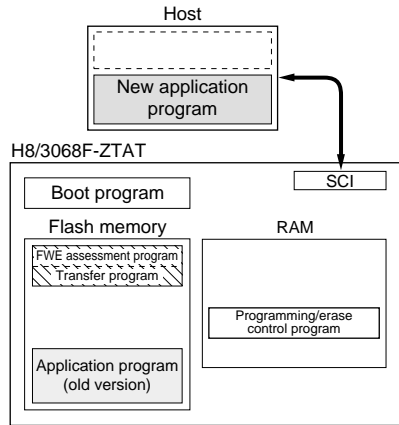 Host
New application
program
H8/3068F-ZTAT
SCI
Boot program
Flash memory
RAM
FWE assessment program
Transfer program
Programming/erase
control program
Application program
(old version)